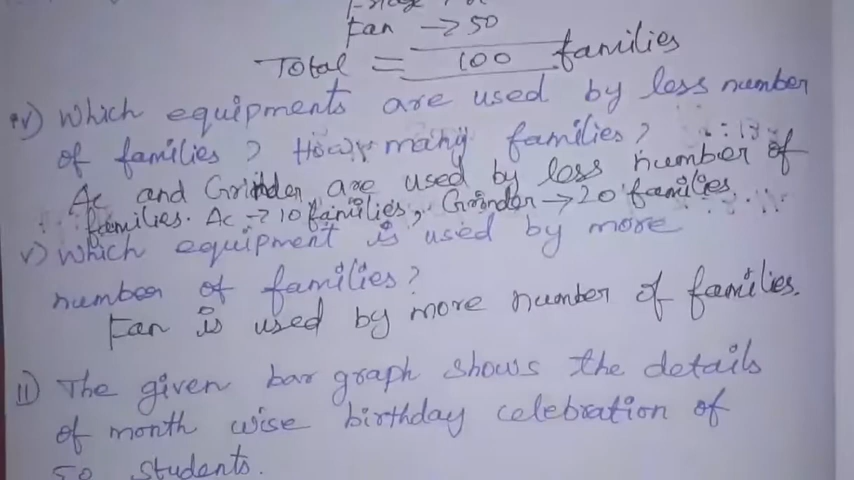 Fan → 50
Total = 100 families
iv) Which equipments are used by less number
of families? How many families?
Ac and Grinder are used by less number of
families. Ac → 10 families, Grinder → 20 families.
v) Which equipment is used by more
number of families?
Fan is used by more number of families.
II) The given bar graph shows the details
of month wise birthday celebration of
50 students.